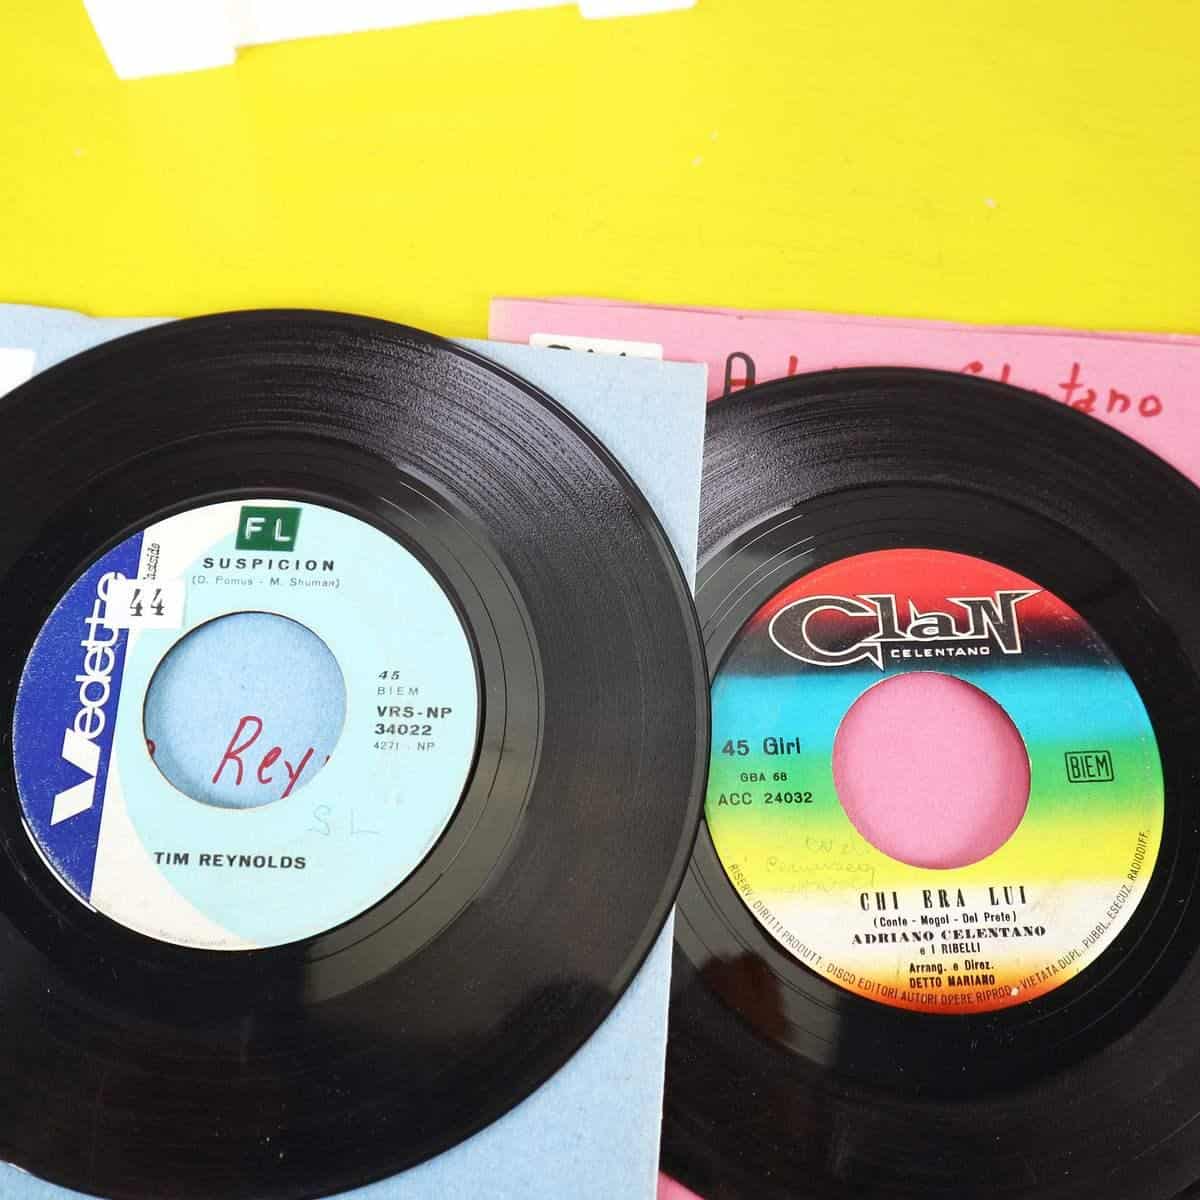 Celentano
FL
SUSPICION
(D. Pomus - M. Shuman)
44
Vedette
45
BIEM
VRS-NP
34022
4271 - NP
Rey
SL
TIM REYNOLDS
Clan
CELENTANO
45 Giri
GBA 68
ACC 24032
BIEM
CHI ERA LUI
(Conte - Mogol - Del Prete)
ADRIANO CELENTANO
e I RIBELLI
Arrang. e Direz.
DETTO MARIANO
RISERV. DIRITTI PRODUTT. DISCO EDITORI AUTORI OPERE RIPROD. - VIETATA DUPL. PUBBL. ESECUZ. RADIODIFF.